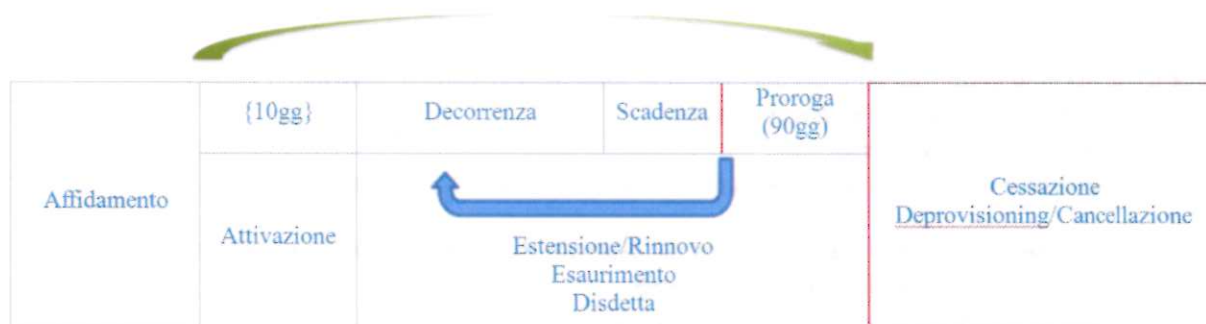 Affidamento
{10gg}
Decorrenza
Scadenza
Proroga
(90gg)
Attivazione
Estensione/Rinnovo
Esaurimento
Disdetta
Cessazione
Deprovisioning/Cancellazione